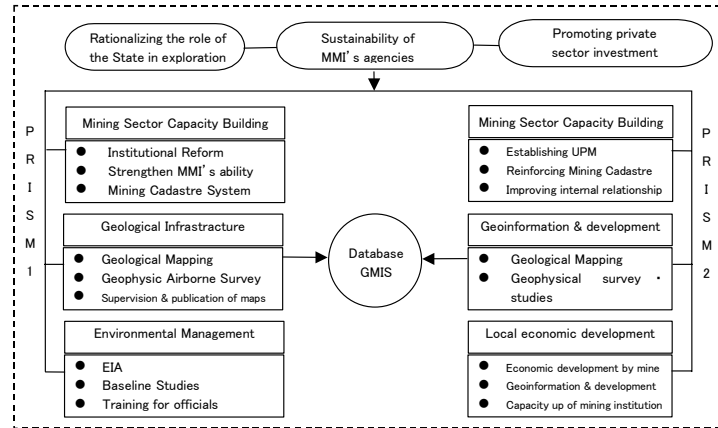 Rationalizing the role of
the State in exploration
Sustainability of
MMI's agencies
Promoting private
sector investment
PRISM1
Mining Sector Capacity Building
● Institutional Reform
● Strengthen MMI's ability
● Mining Cadastre System
Geological Infrastructure
● Geological Mapping
● Geophysic Airborne Survey
● Supervision & publication of maps
Environmental Management
● EIA
● Baseline Studies
● Training for officials
Database
GMIS
Mining Sector Capacity Building
● Establishing UPM
● Reinforcing Mining Cadastre
● Improving internal relationship
Geoinformation & development
● Geological Mapping
● Geophysical survey ・
studies
Local economic development
● Economic development by mine
● Geoinformation & development
● Capacity up of mining institution
PRISM2